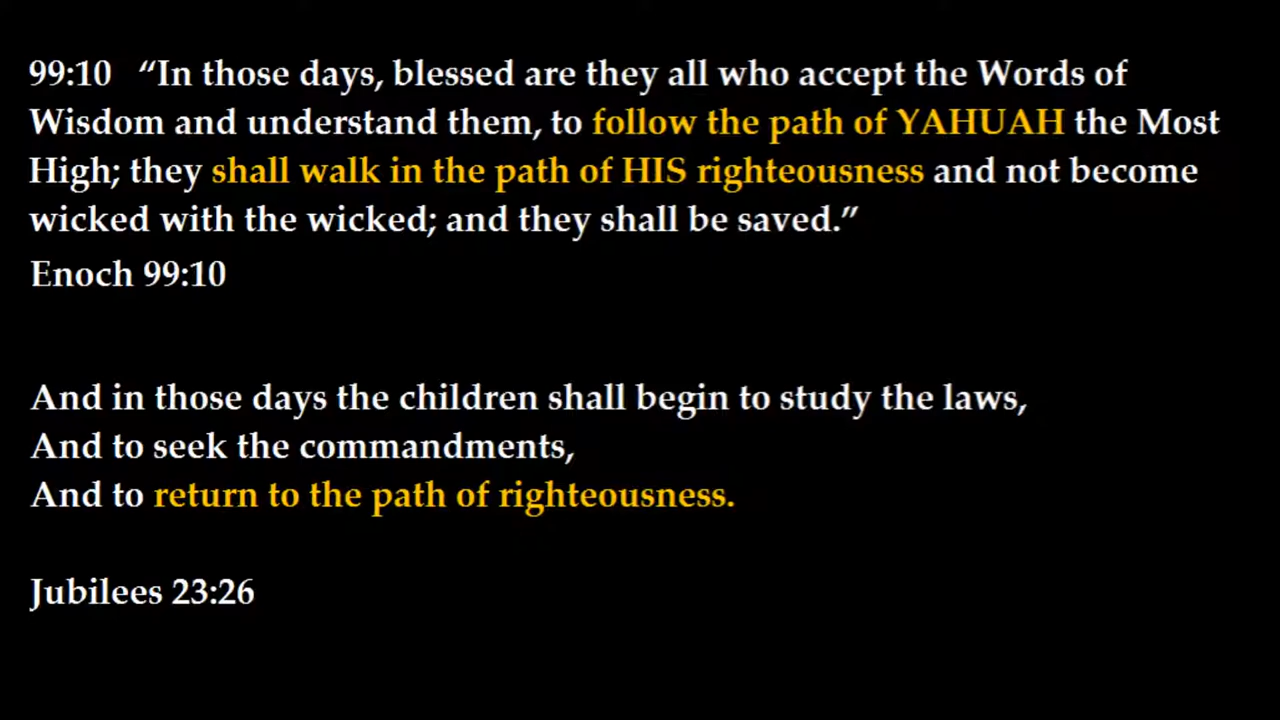 99:10 “In those days, blessed are they all who accept the Words of
Wisdom and understand them, to follow the path of YAHUAH the Most
High; they shall walk in the path of HIS righteousness and not become
wicked with the wicked; and they shall be saved.”
Enoch 99:10
And in those days the children shall begin to study the laws,
And to seek the commandments,
And to return to the path of righteousness.
Jubilees 23:26